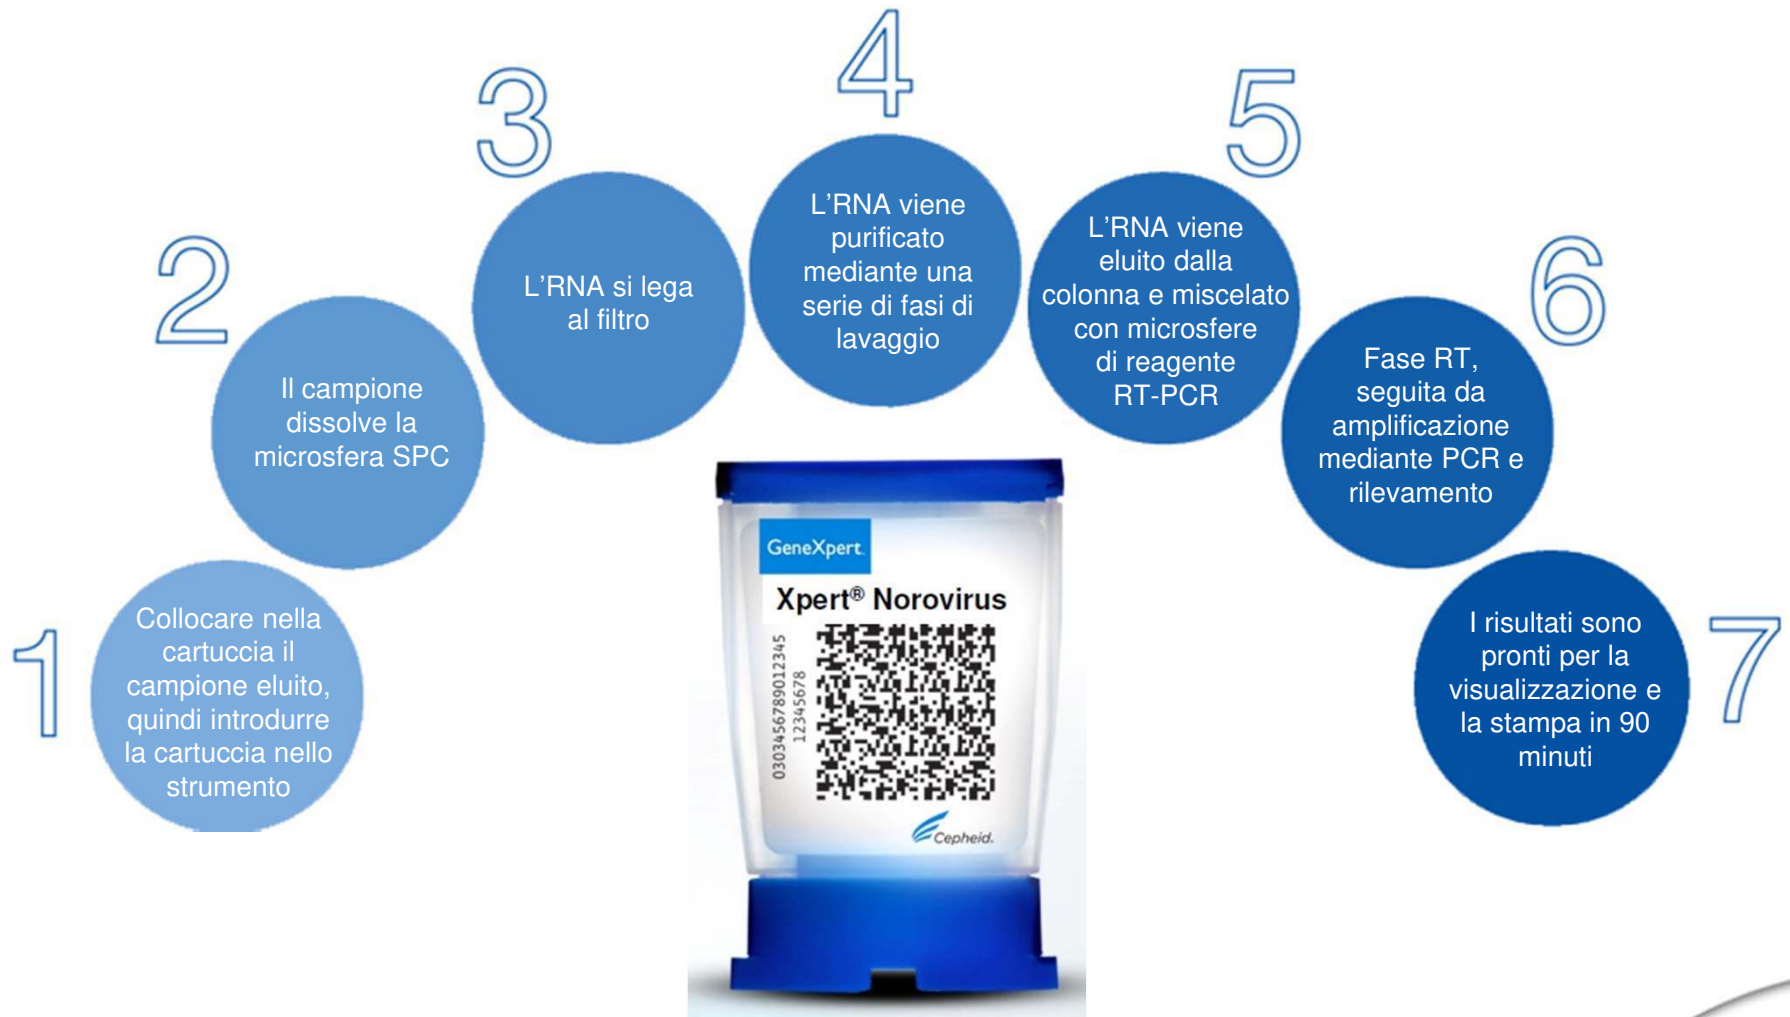 1
Collocare nella
cartuccia il
campione eluito,
quindi introdurre
la cartuccia nello
strumento
2
Il campione
dissolve la
microsfera SPC
3
L'RNA si lega
al filtro
4
L'RNA viene
purificato
mediante una
serie di fasi di
lavaggio
5
L'RNA viene
eluito dalla
colonna e miscelato
con microsfere
di reagente
RT-PCR
6
Fase RT,
seguita da
amplificazione
mediante PCR e
rilevamento
7
I risultati sono
pronti per la
visualizzazione e
la stampa in 90
minuti
GeneXpert.
Xpert® Norovirus
0303456789012345
12345678
Cepheid.